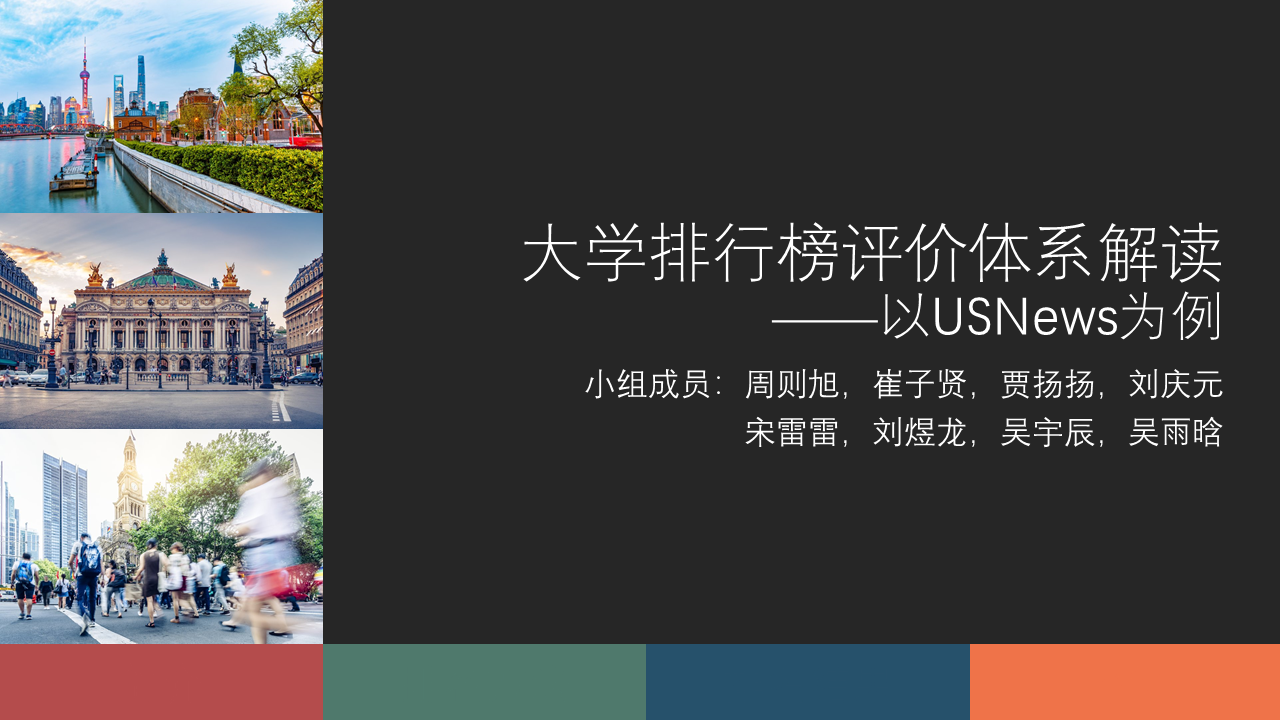 大学排行榜评价体系解读
——以USNews为例
小组成员：周则旭，崔子贤，贾扬扬，刘庆元
宋雷雷，刘煜龙，吴宇辰，吴雨晗